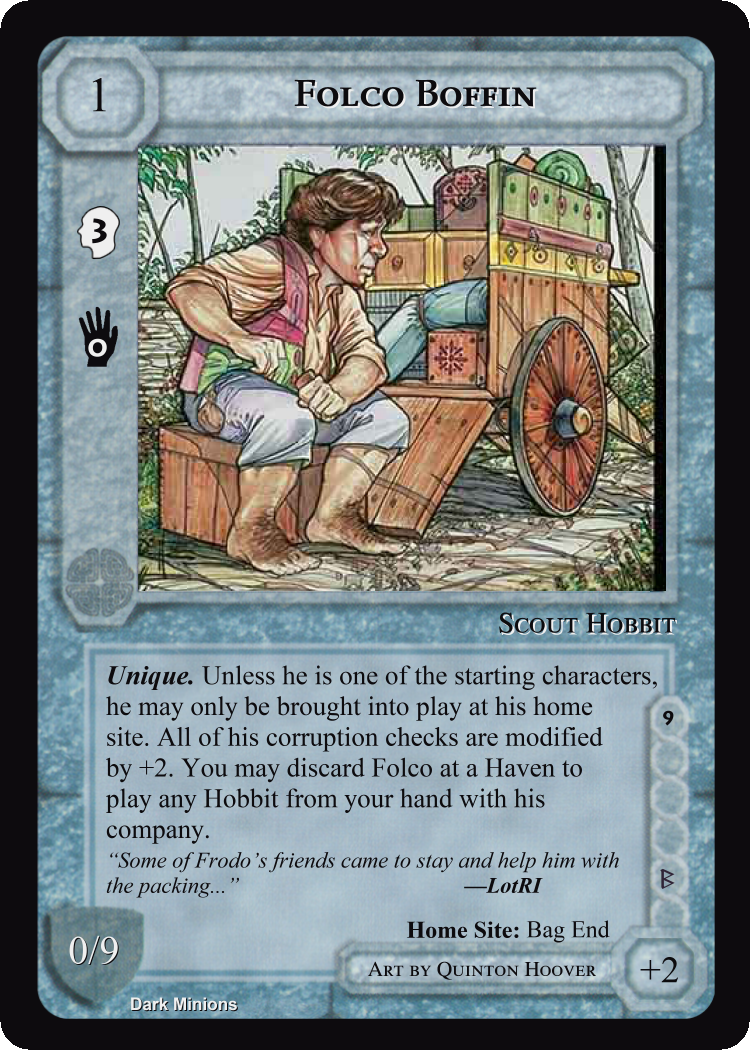 1
Folco Boffin
3
0
Scout Hobbit
Unique. Unless he is one of the starting characters,
he may only be brought into play at his home
site. All of his corruption checks are modified
by +2. You may discard Folco at a Haven to
play any Hobbit from your hand with his
company.
9
“Some of Frodo’s friends came to stay and help him with
the packing...” —LotRI
ᛒ
Home Site: Bag End
0/9
Art by Quinton Hoover
+2
Dark Minions